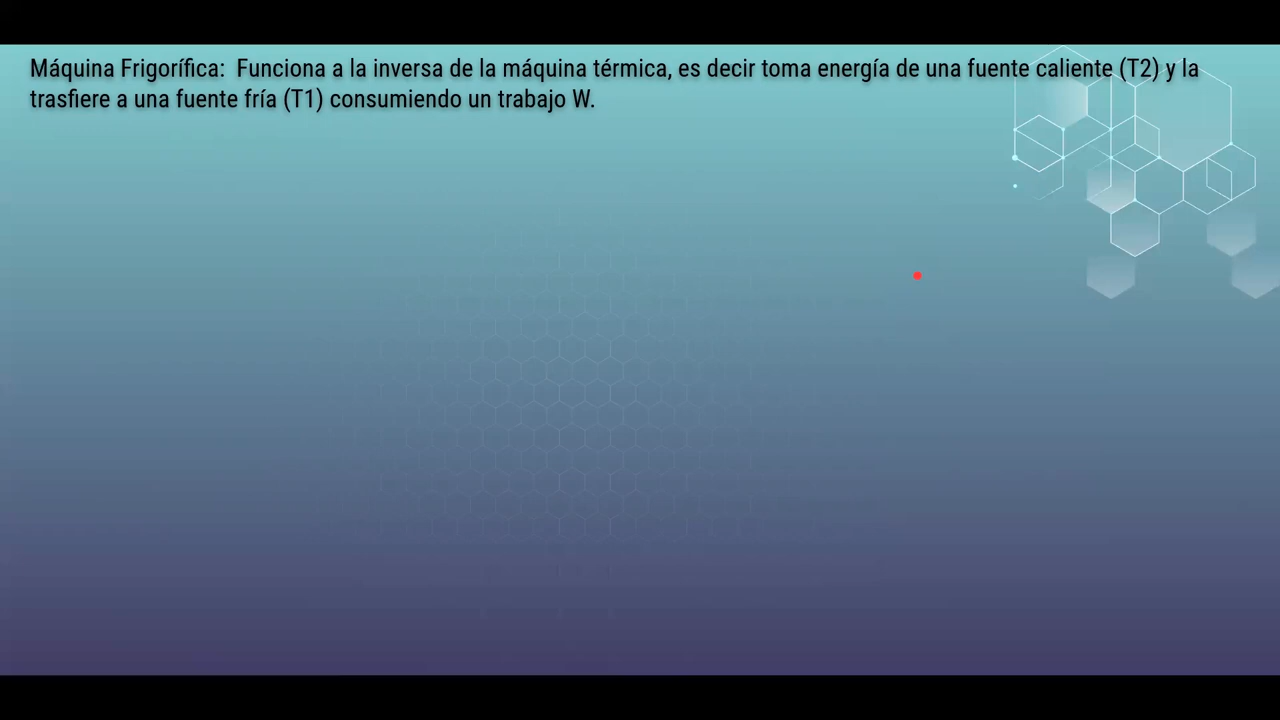 Máquina Frigorífica:  Funciona a la inversa de la máquina térmica, es decir toma energía de una fuente caliente (T2) y la
trasfiere a una fuente fría (T1) consumiendo un trabajo W.